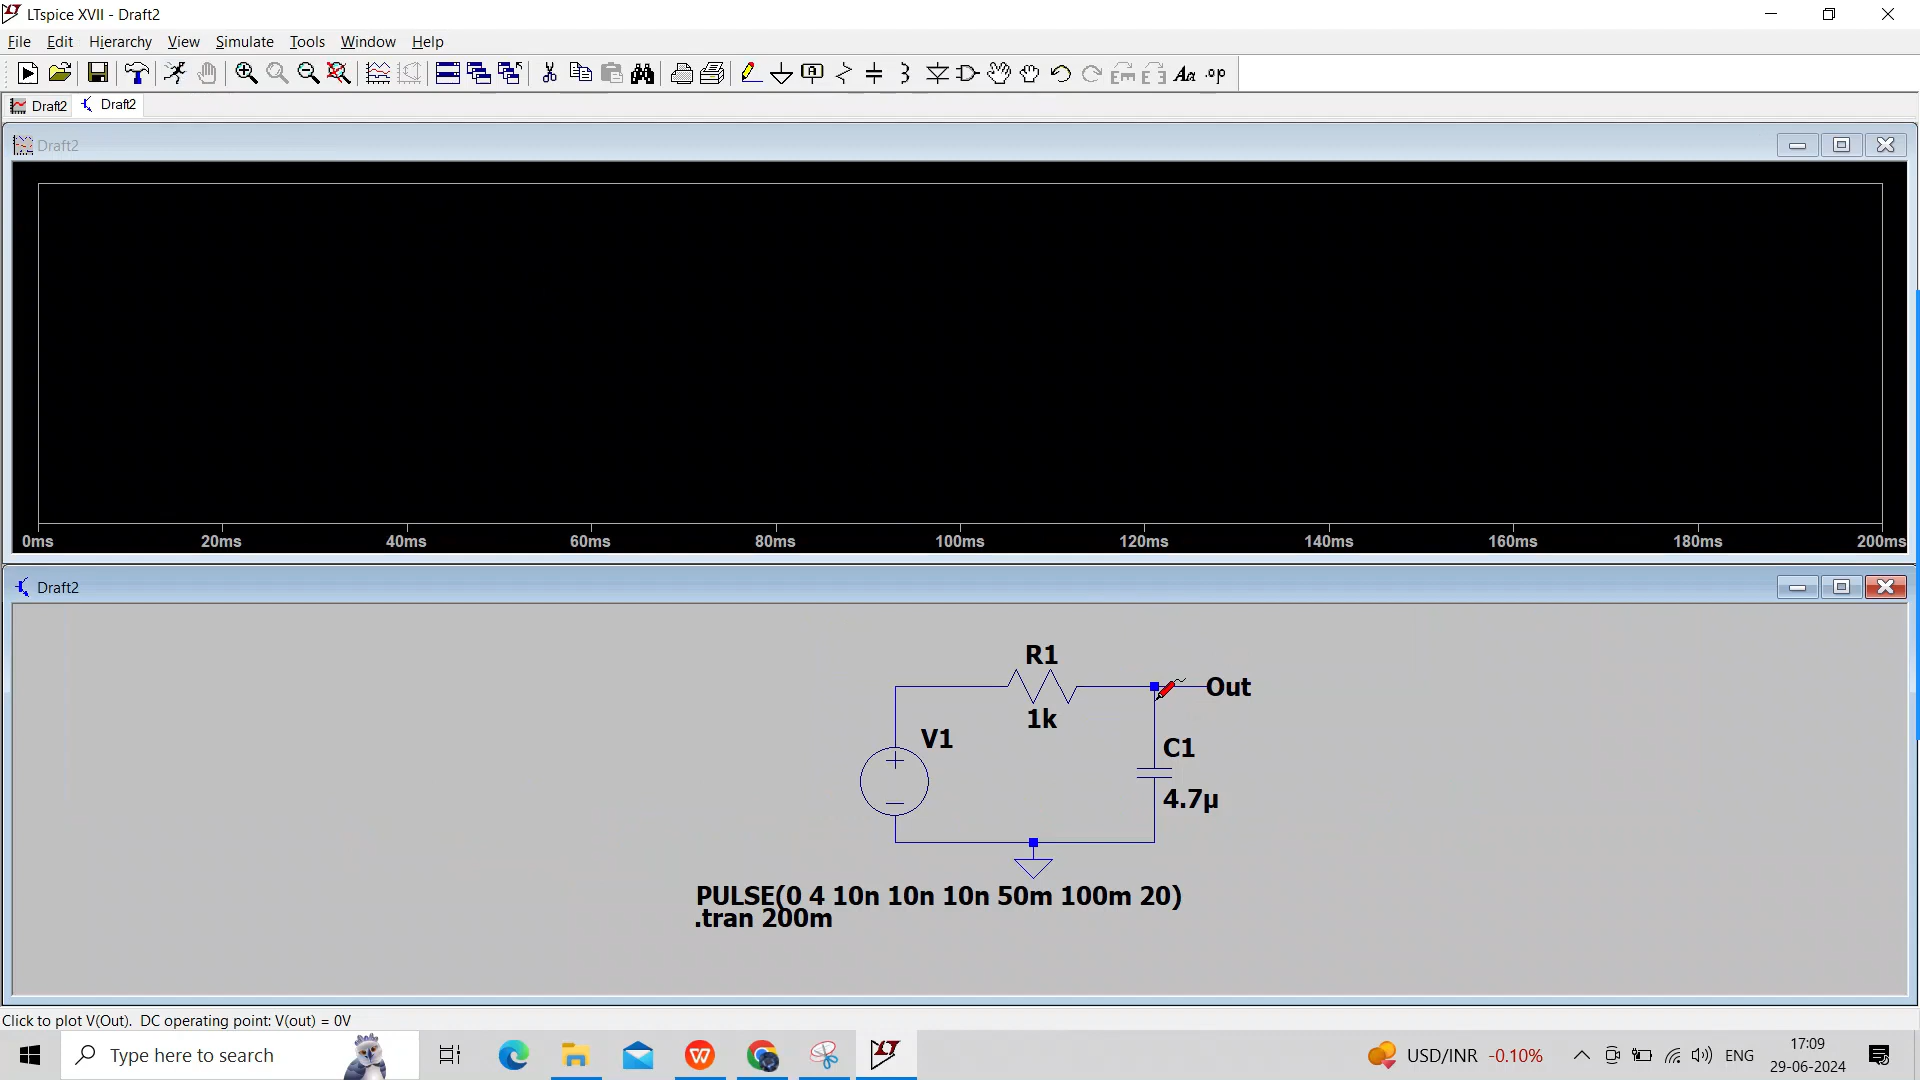 LTspice XVII - Draft2
File Edit Hierarchy View Simulate Tools Window Help
Draft2 Draft2
Draft2
0ms 20ms 40ms 60ms 80ms 100ms 120ms 140ms 160ms 180ms 200ms
Draft2
R1
Out
1k
V1
C1
4.7µ
PULSE(0 4 10n 10n 10n 50m 100m 20)
.tran 200m
Click to plot V(Out). DC operating point: V(out) = 0V
Type here to search
USD/INR -0.10%
ENG
17:09
29-06-2024